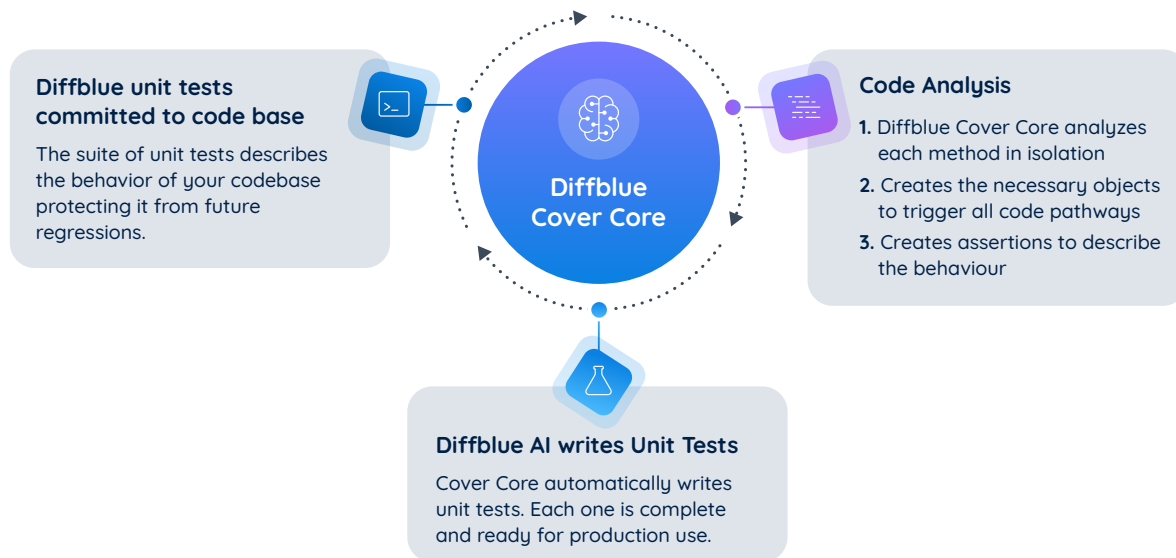 Diffblue unit tests
committed to code base
The suite of unit tests describes
the behavior of your codebase
protecting it from future
regressions.
Diffblue
Cover Core
Code Analysis
1. Diffblue Cover Core analyzes
each method in isolation
2. Creates the necessary objects
to trigger all code pathways
3. Creates assertions to describe
the behaviour
Diffblue AI writes Unit Tests
Cover Core automatically writes
unit tests. Each one is complete
and ready for production use.